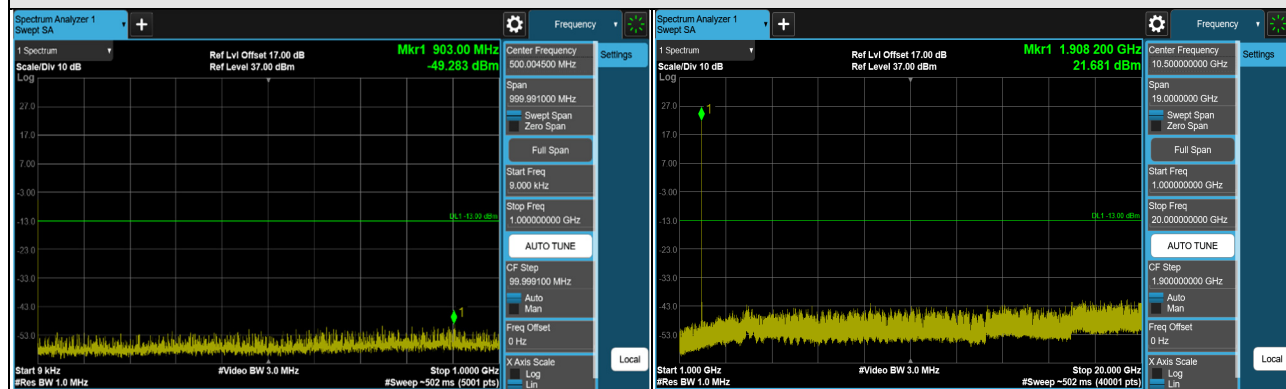 Spectrum Analyzer 1
Swept SA
+
Frequency
1 Spectrum
Scale/Div 10 dB
Ref Lvl Offset 17.00 dB
Ref Level 37.00 dBm
Mkr1 903.00 MHz
-49.283 dBm
Log
27.0
17.0
7.00
-3.00
-13.0
-23.0
-33.0
-43.0
-53.0
DL1 -13.00 dBm
1
Start 9 kHz
#Res BW 1.0 MHz
#Video BW 3.0 MHz
Stop 1.0000 GHz
#Sweep ~502 ms (5001 pts)
Center Frequency
500.004500 MHz
Span
999.991000 MHz
Swept Span
Zero Span
Full Span
Start Freq
9.000 kHz
Stop Freq
1.000000000 GHz
AUTO TUNE
CF Step
99.999100 MHz
Auto
Man
Freq Offset
0 Hz
X Axis Scale
Log
Lin
Settings
Local
Spectrum Analyzer 1
Swept SA
+
Frequency
1 Spectrum
Scale/Div 10 dB
Ref Lvl Offset 17.00 dB
Ref Level 37.00 dBm
Mkr1 1.908 200 GHz
21.681 dBm
Log
27.0
17.0
7.00
-3.00
-13.0
-23.0
-33.0
-43.0
-53.0
DL1 -13.00 dBm
1
Start 1.000 GHz
#Res BW 1.0 MHz
#Video BW 3.0 MHz
Stop 20.000 GHz
#Sweep ~502 ms (40001 pts)
Center Frequency
10.500000000 GHz
Span
19.0000000 GHz
Swept Span
Zero Span
Full Span
Start Freq
1.000000000 GHz
Stop Freq
20.000000000 GHz
AUTO TUNE
CF Step
1.900000000 GHz
Auto
Man
Freq Offset
0 Hz
X Axis Scale
Log
Lin
Settings
Local